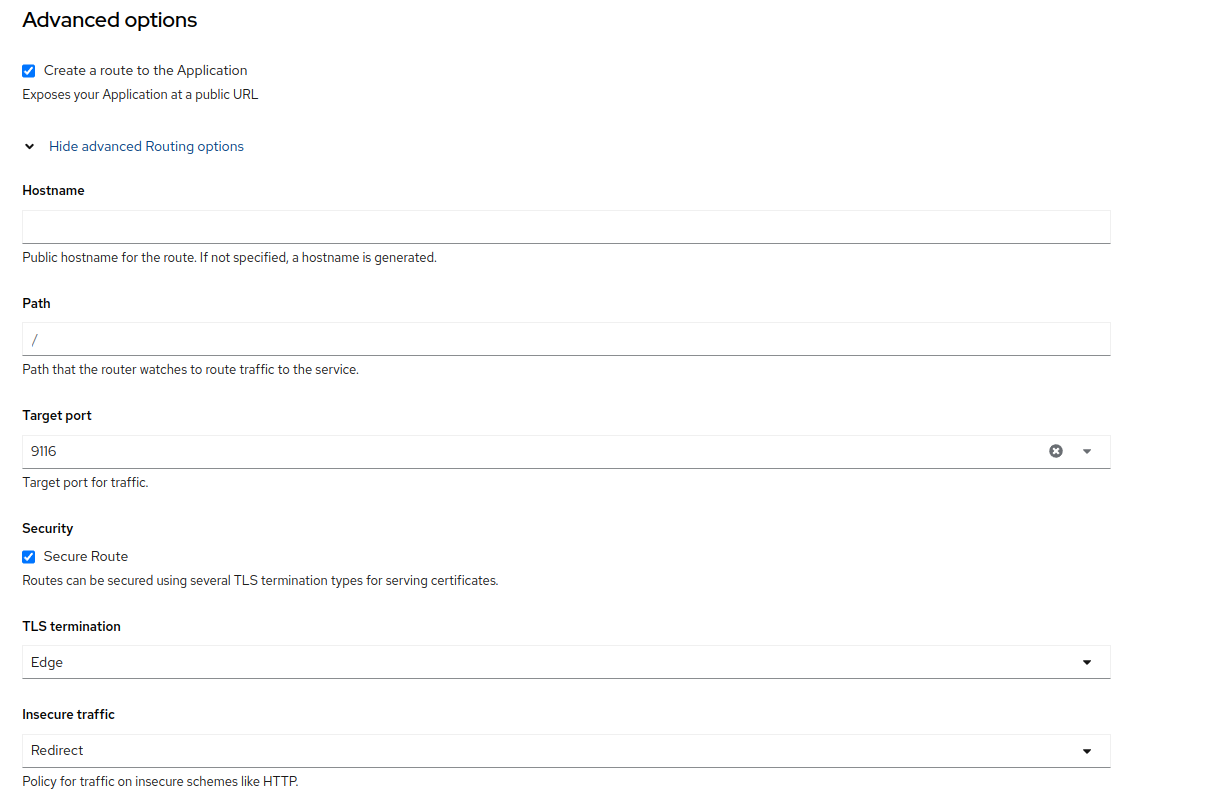 Advanced options
Create a route to the Application
Exposes your Application at a public URL
Hide advanced Routing options
Hostname
Public hostname for the route. If not specified, a hostname is generated.
Path
/
Path that the router watches to route traffic to the service.
Target port
9116
Target port for traffic.
Security
Secure Route
Routes can be secured using several TLS termination types for serving certificates.
TLS termination
Edge
Insecure traffic
Redirect
Policy for traffic on insecure schemes like HTTP.